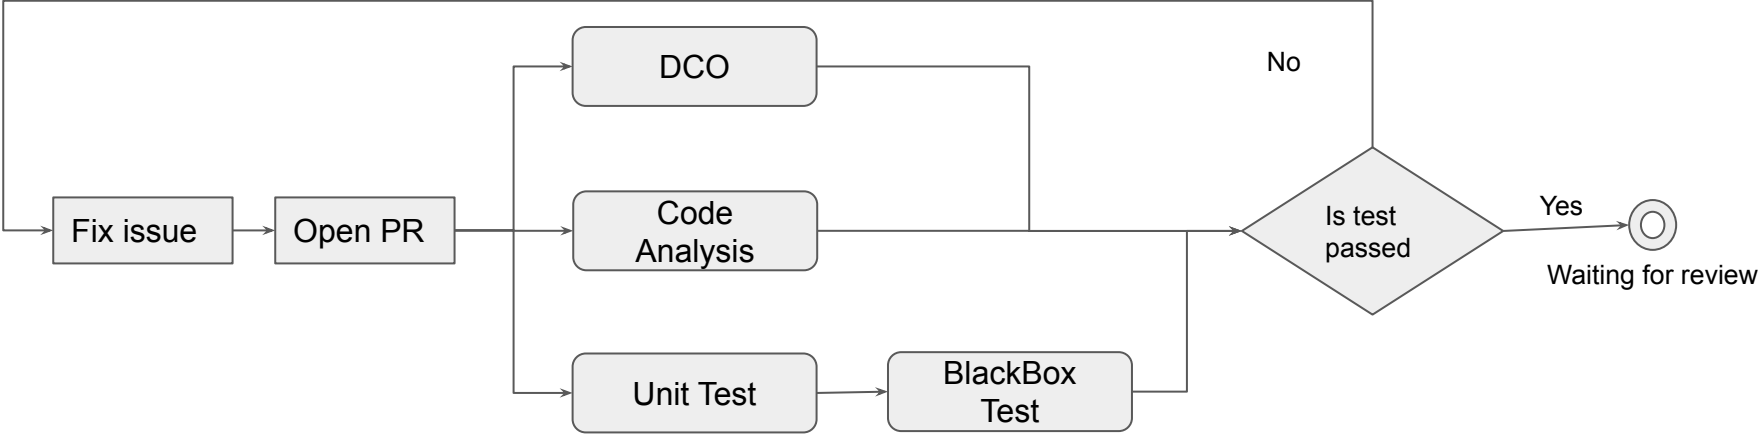 DCO
No
Fix issue
Open PR
Code
Analysis
Is test
passed
Yes
Waiting for review
Unit Test
BlackBox
Test